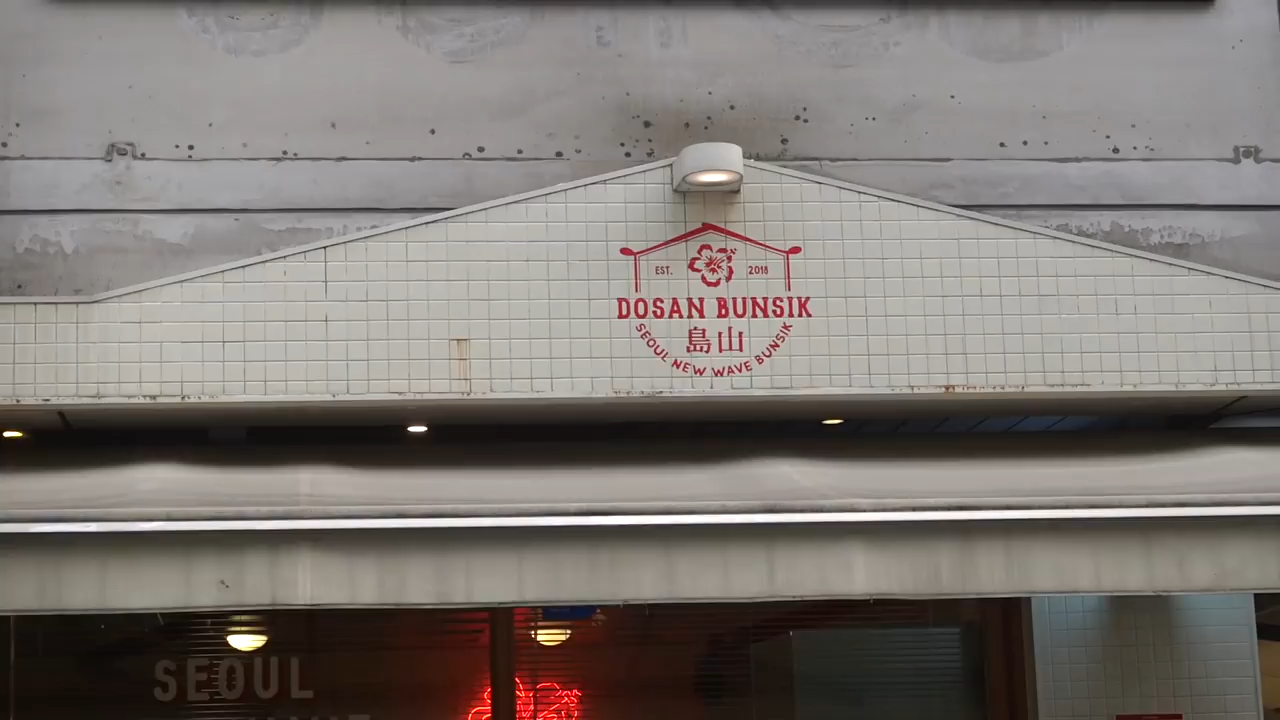 EST. 2018
DOSAN BUNSIK
島山
SEOUL NEW WAVE BUNSIK
SEOUL